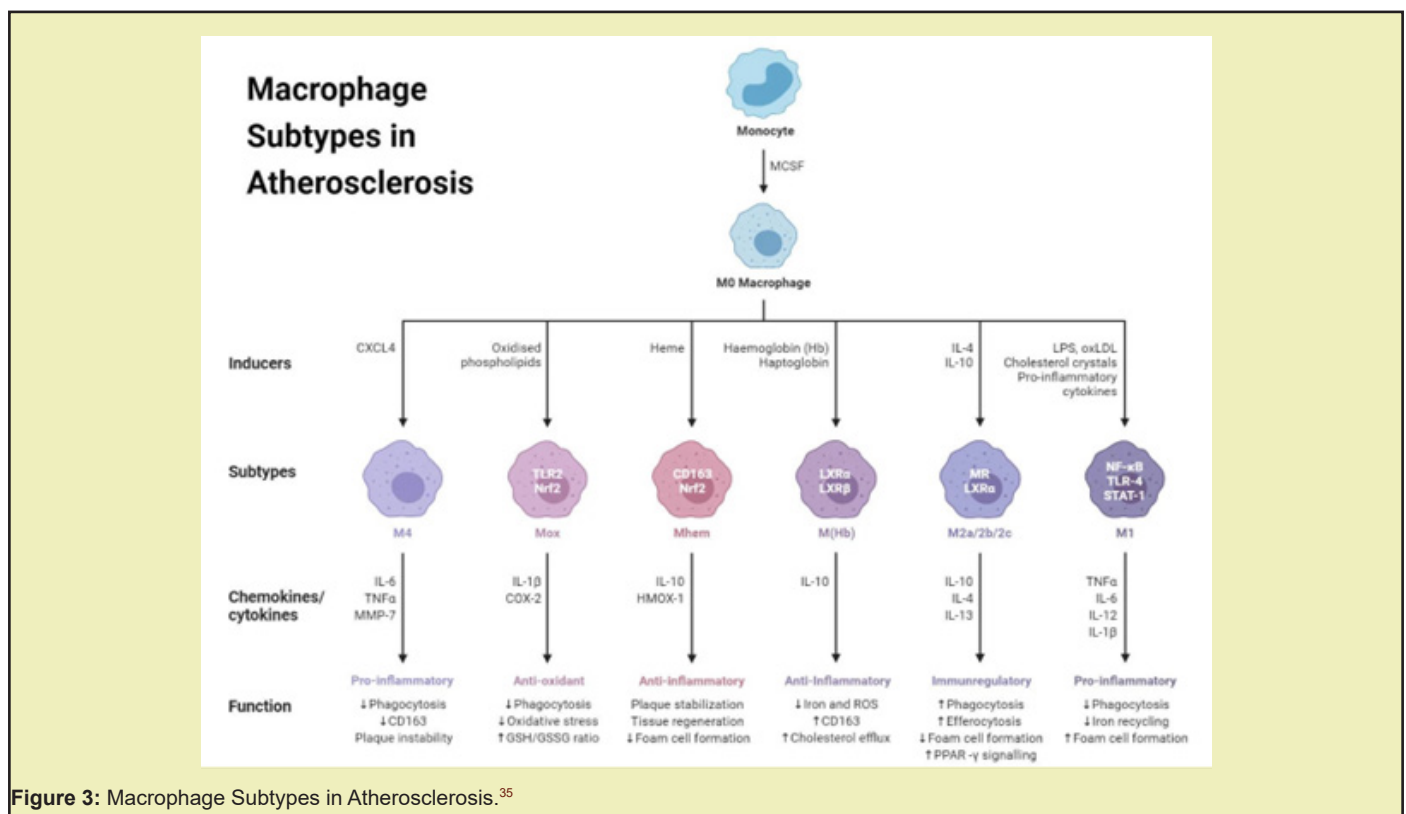 Macrophage
Subtypes in
Atherosclerosis
Monocyte
MCSF
M0 Macrophage
Inducers
CXCL4
Oxidised
phospholipids
Heme
Haemoglobin (Hb)
Haptoglobin
IL-4
IL-10
LPS, oxLDL
Cholesterol crystals
Pro-inflammatory
cytokines
Subtypes
TLR2
Nrf2
CD163
Nrf2
LXRα
LXRβ
MR
LXRα
NF-κB
TLR-4
STAT-1
M4
Mox
Mhem
M(Hb)
M2a/2b/2c
M1
Chemokines/
cytokines
IL-6
TNFα
MMP-7
IL-1β
COX-2
IL-10
HMOX-1
IL-10
IL-10
IL-4
IL-13
TNFα
IL-6
IL-12
IL-1β
Function
Pro-inflammatory
↓Phagocytosis
↓CD163
Plaque instability
Anti-oxidant
↓Phagocytosis
↓Oxidative stress
↑GSH/GSSG ratio
Anti-inflammatory
Plaque stabilization
Tissue regeneration
↓Foam cell formation
Anti-Inflammatory
↓Iron and ROS
↑CD163
↑Cholesterol efflux
Immunregulatory
↑Phagocytosis
↑Efferocytosis
↓Foam cell formation
↑PPAR-γ signalling
Pro-inflammatory
↓Phagocytosis
↓Iron recycling
↑Foam cell formation
Figure 3: Macrophage Subtypes in Atherosclerosis.35